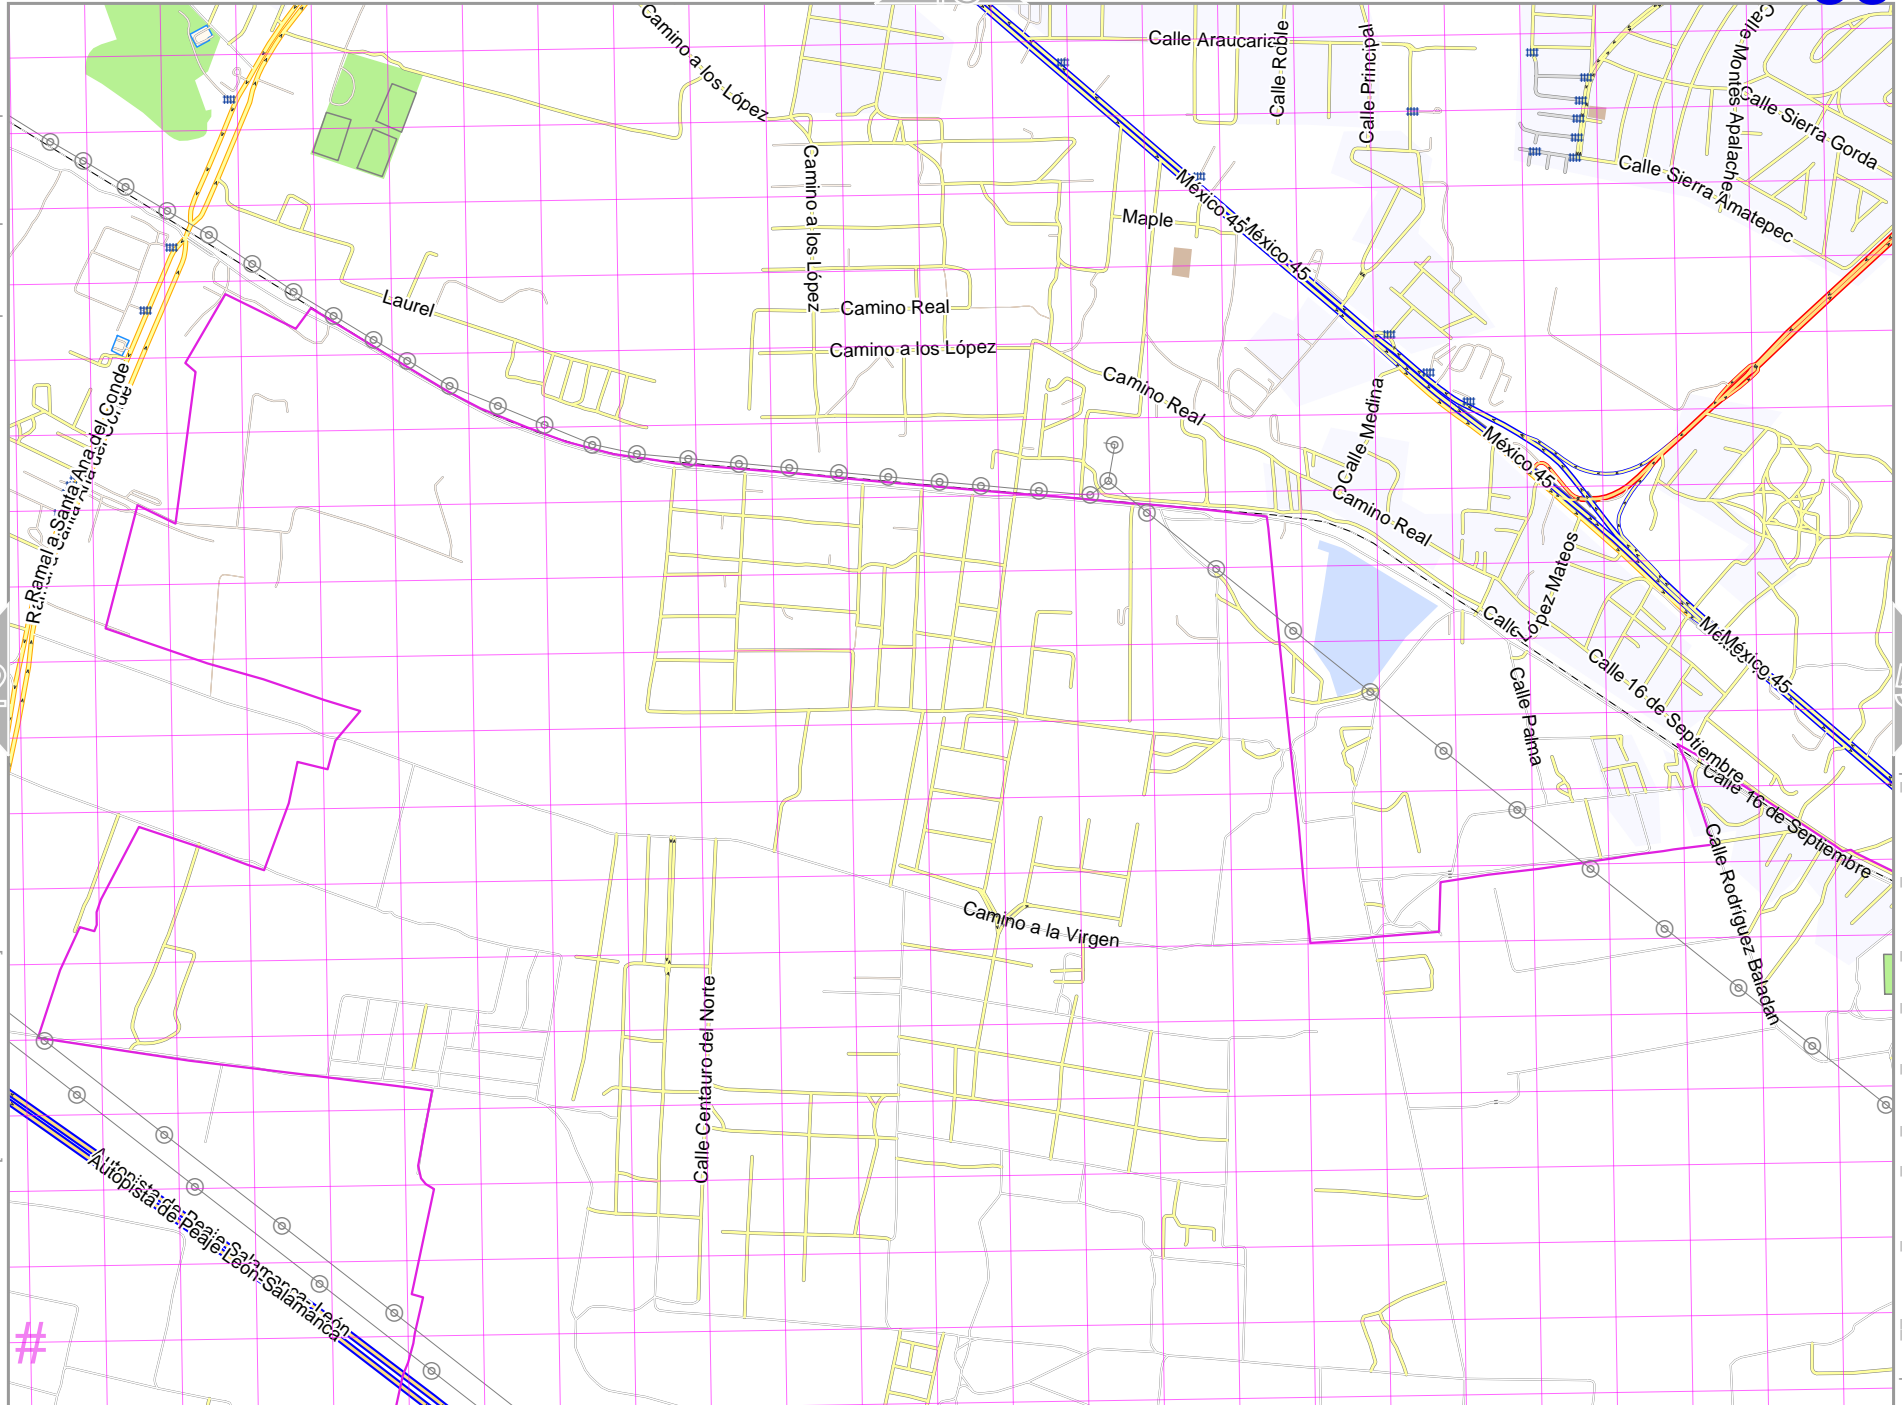 Camino a los López
Calle Araucaria
Calle Roble
Calle Principal
Calle Montes Apalaches
Calle Sierra Gorda
Calle Sierra Amatepec
Camino a los López
Maple
México-45
México-45
Laurel
Camino Real
Camino a los López
Camino Real
Calle Medina
México-45
Camino Real
Ramal a Santa Ana del Conde
Calle López Mateos
Calle 16 de Septiembre
México-45
Calle Palma
Calle 16 de Septiembre
Calle Rodríguez Baladan
Camino a la Virgen
Calle Centauro del Norte
Autopista de Peaje Salamanca-León
Autopista de Peaje León-Salamanca
#